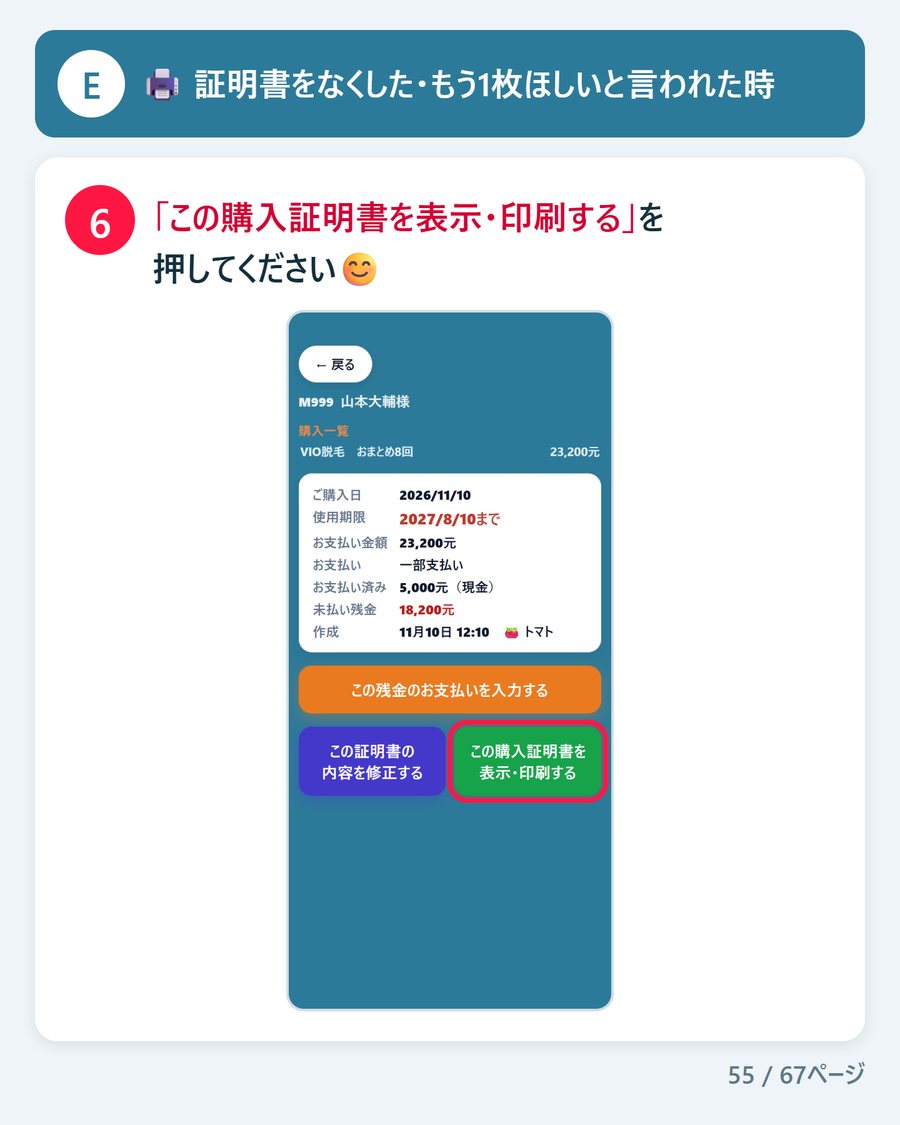 E 🖨️ 証明書をなくした・もう1枚ほしいと言われた時
6 「この購入証明書を表示・印刷する」を
押してください😊
← 戻る
M999 山本大輔様
購入一覧
VIO脱毛 おまとめ8回 23,200元
ご購入日 2026/11/10
使用期限 2027/8/10まで
お支払い金額 23,200元
お支払い 一部支払い
お支払い済み 5,000元（現金）
未払い残金 18,200元
作成 11月10日 12:10 🍅 トマト
この残金のお支払いを入力する
この証明書の
内容を修正する
この購入証明書を
表示・印刷する
55 / 67ページ